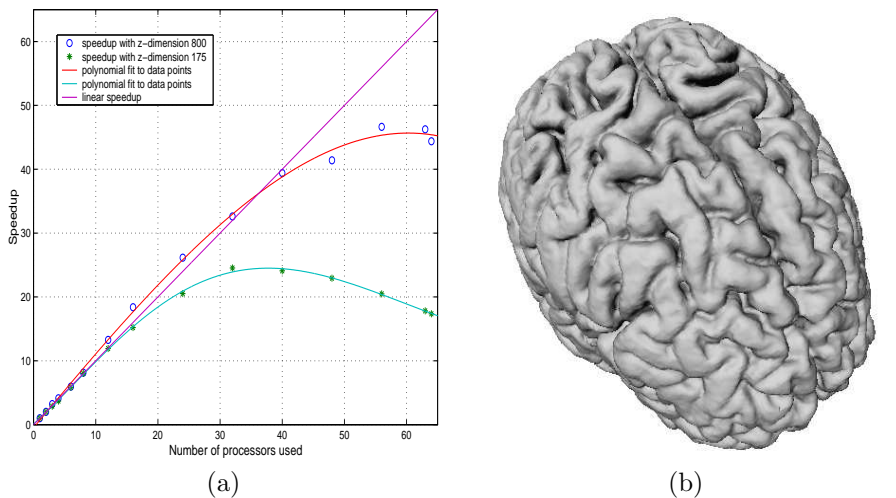 speedup with z-dimension 800
speedup with z-dimension 175
polynomial fit to data points
polynomial fit to data points
linear speedup
60
50
40
30
20
10
0
Speedup
0 10 20 30 40 50 60
Number of processors used
(a) (b)